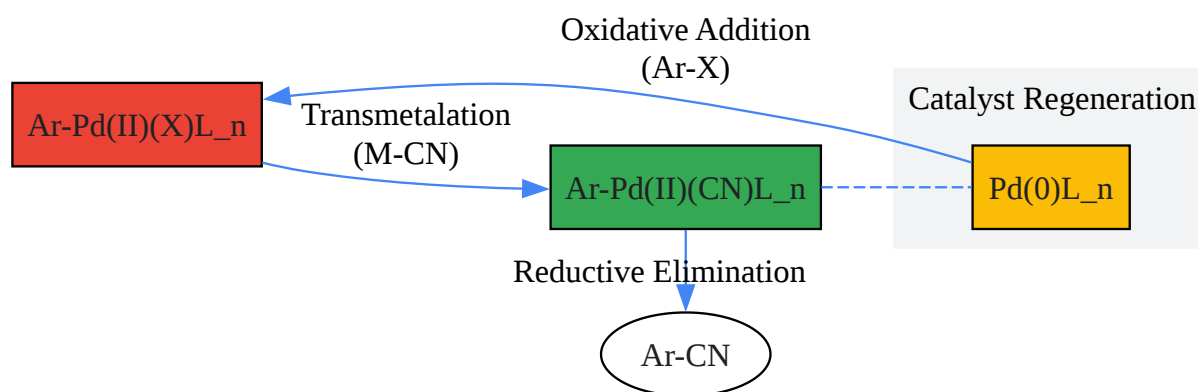 Oxidative Addition
(Ar-X)
Catalyst Regeneration
Ar-Pd(II)(X)L_n
Transmetalation
(M-CN)
Ar-Pd(II)(CN)L_n
Pd(0)L_n
Reductive Elimination
Ar-CN